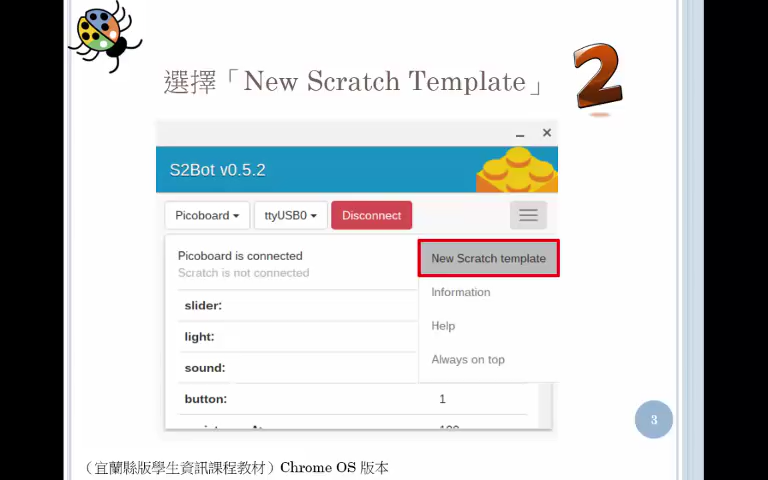 選擇「New Scratch Template」
2
S2Bot v0.5.2
Picoboard ttyUSB0 Disconnect
Picoboard is connected
Scratch is not connected
New Scratch template
Information
Help
Always on top
slider:
light:
sound:
button: 1
3
（宜蘭縣版學生資訊課程教材）Chrome OS 版本